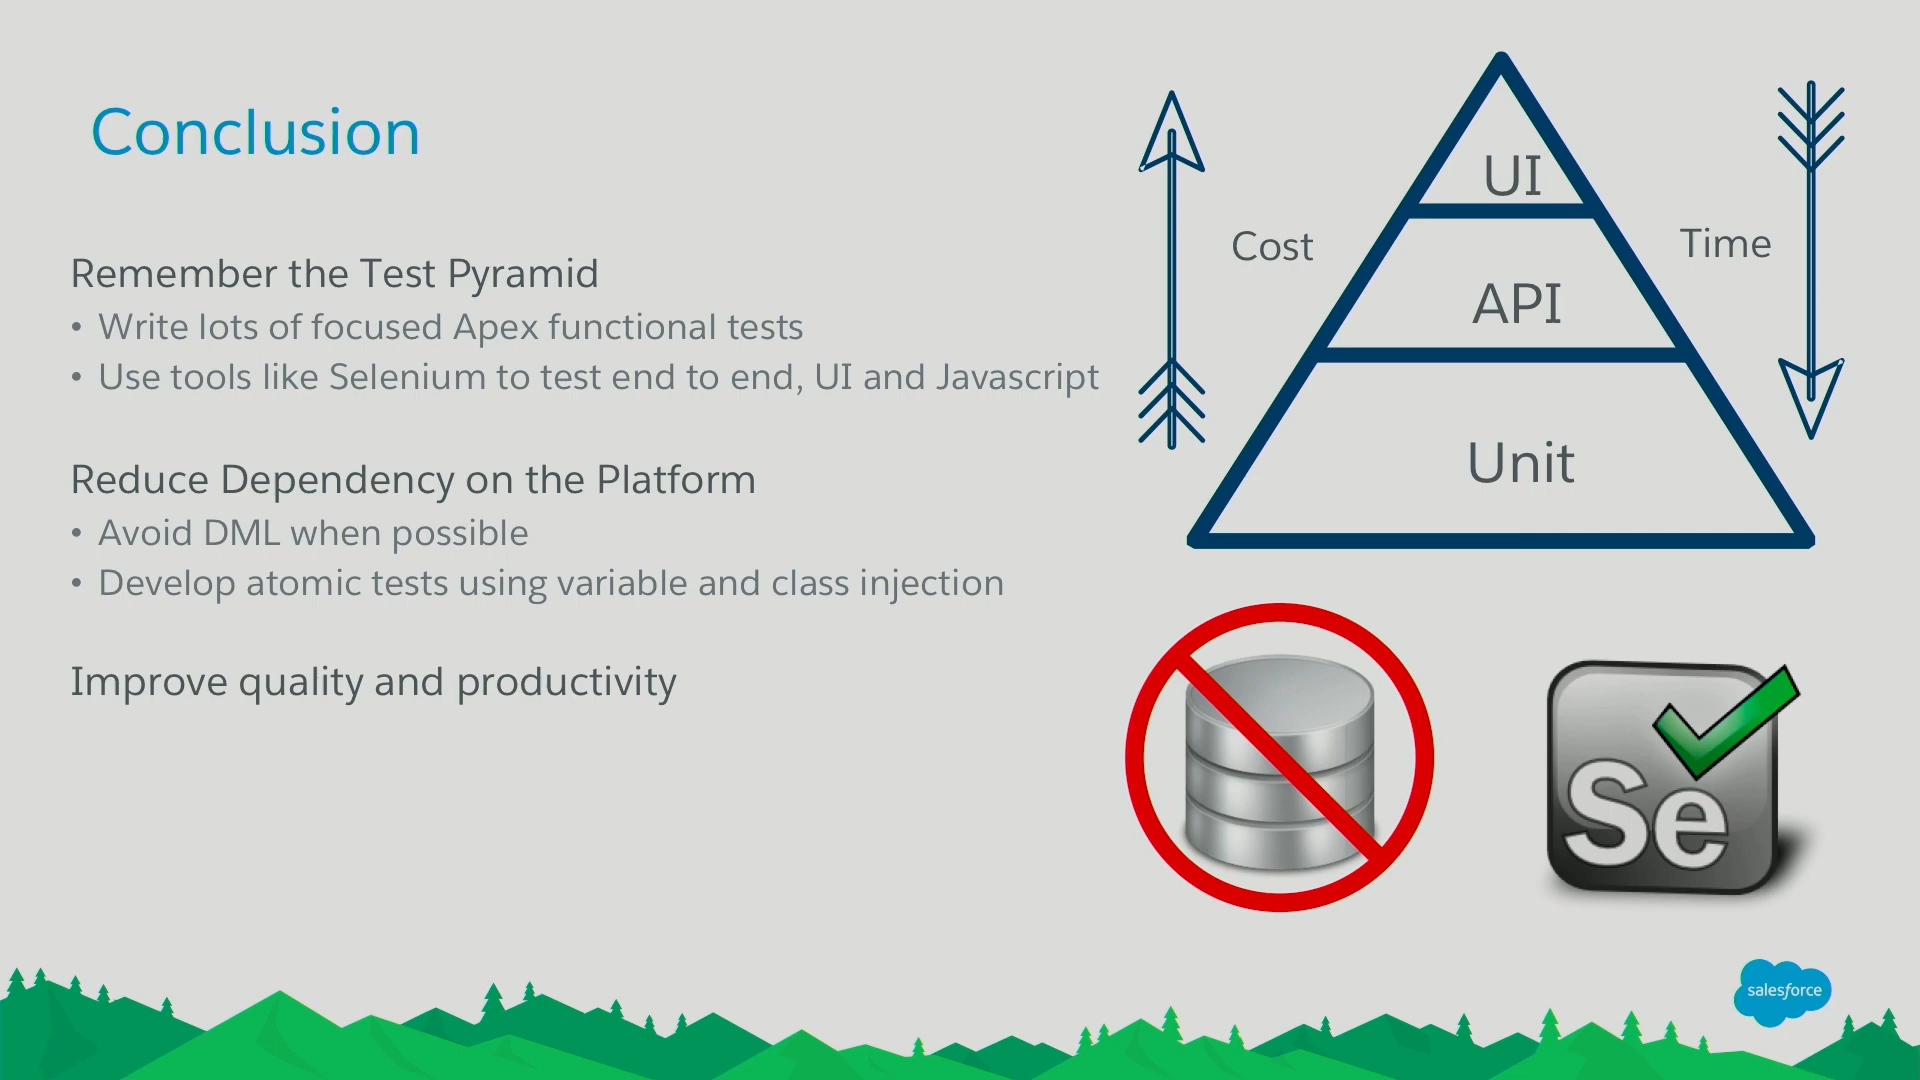 Conclusion
Remember the Test Pyramid
• Write lots of focused Apex functional tests
• Use tools like Selenium to test end to end, UI and Javascript
Reduce Dependency on the Platform
• Avoid DML when possible
• Develop atomic tests using variable and class injection
Improve quality and productivity
UI
Cost
Time
API
Unit
Se
salesforce